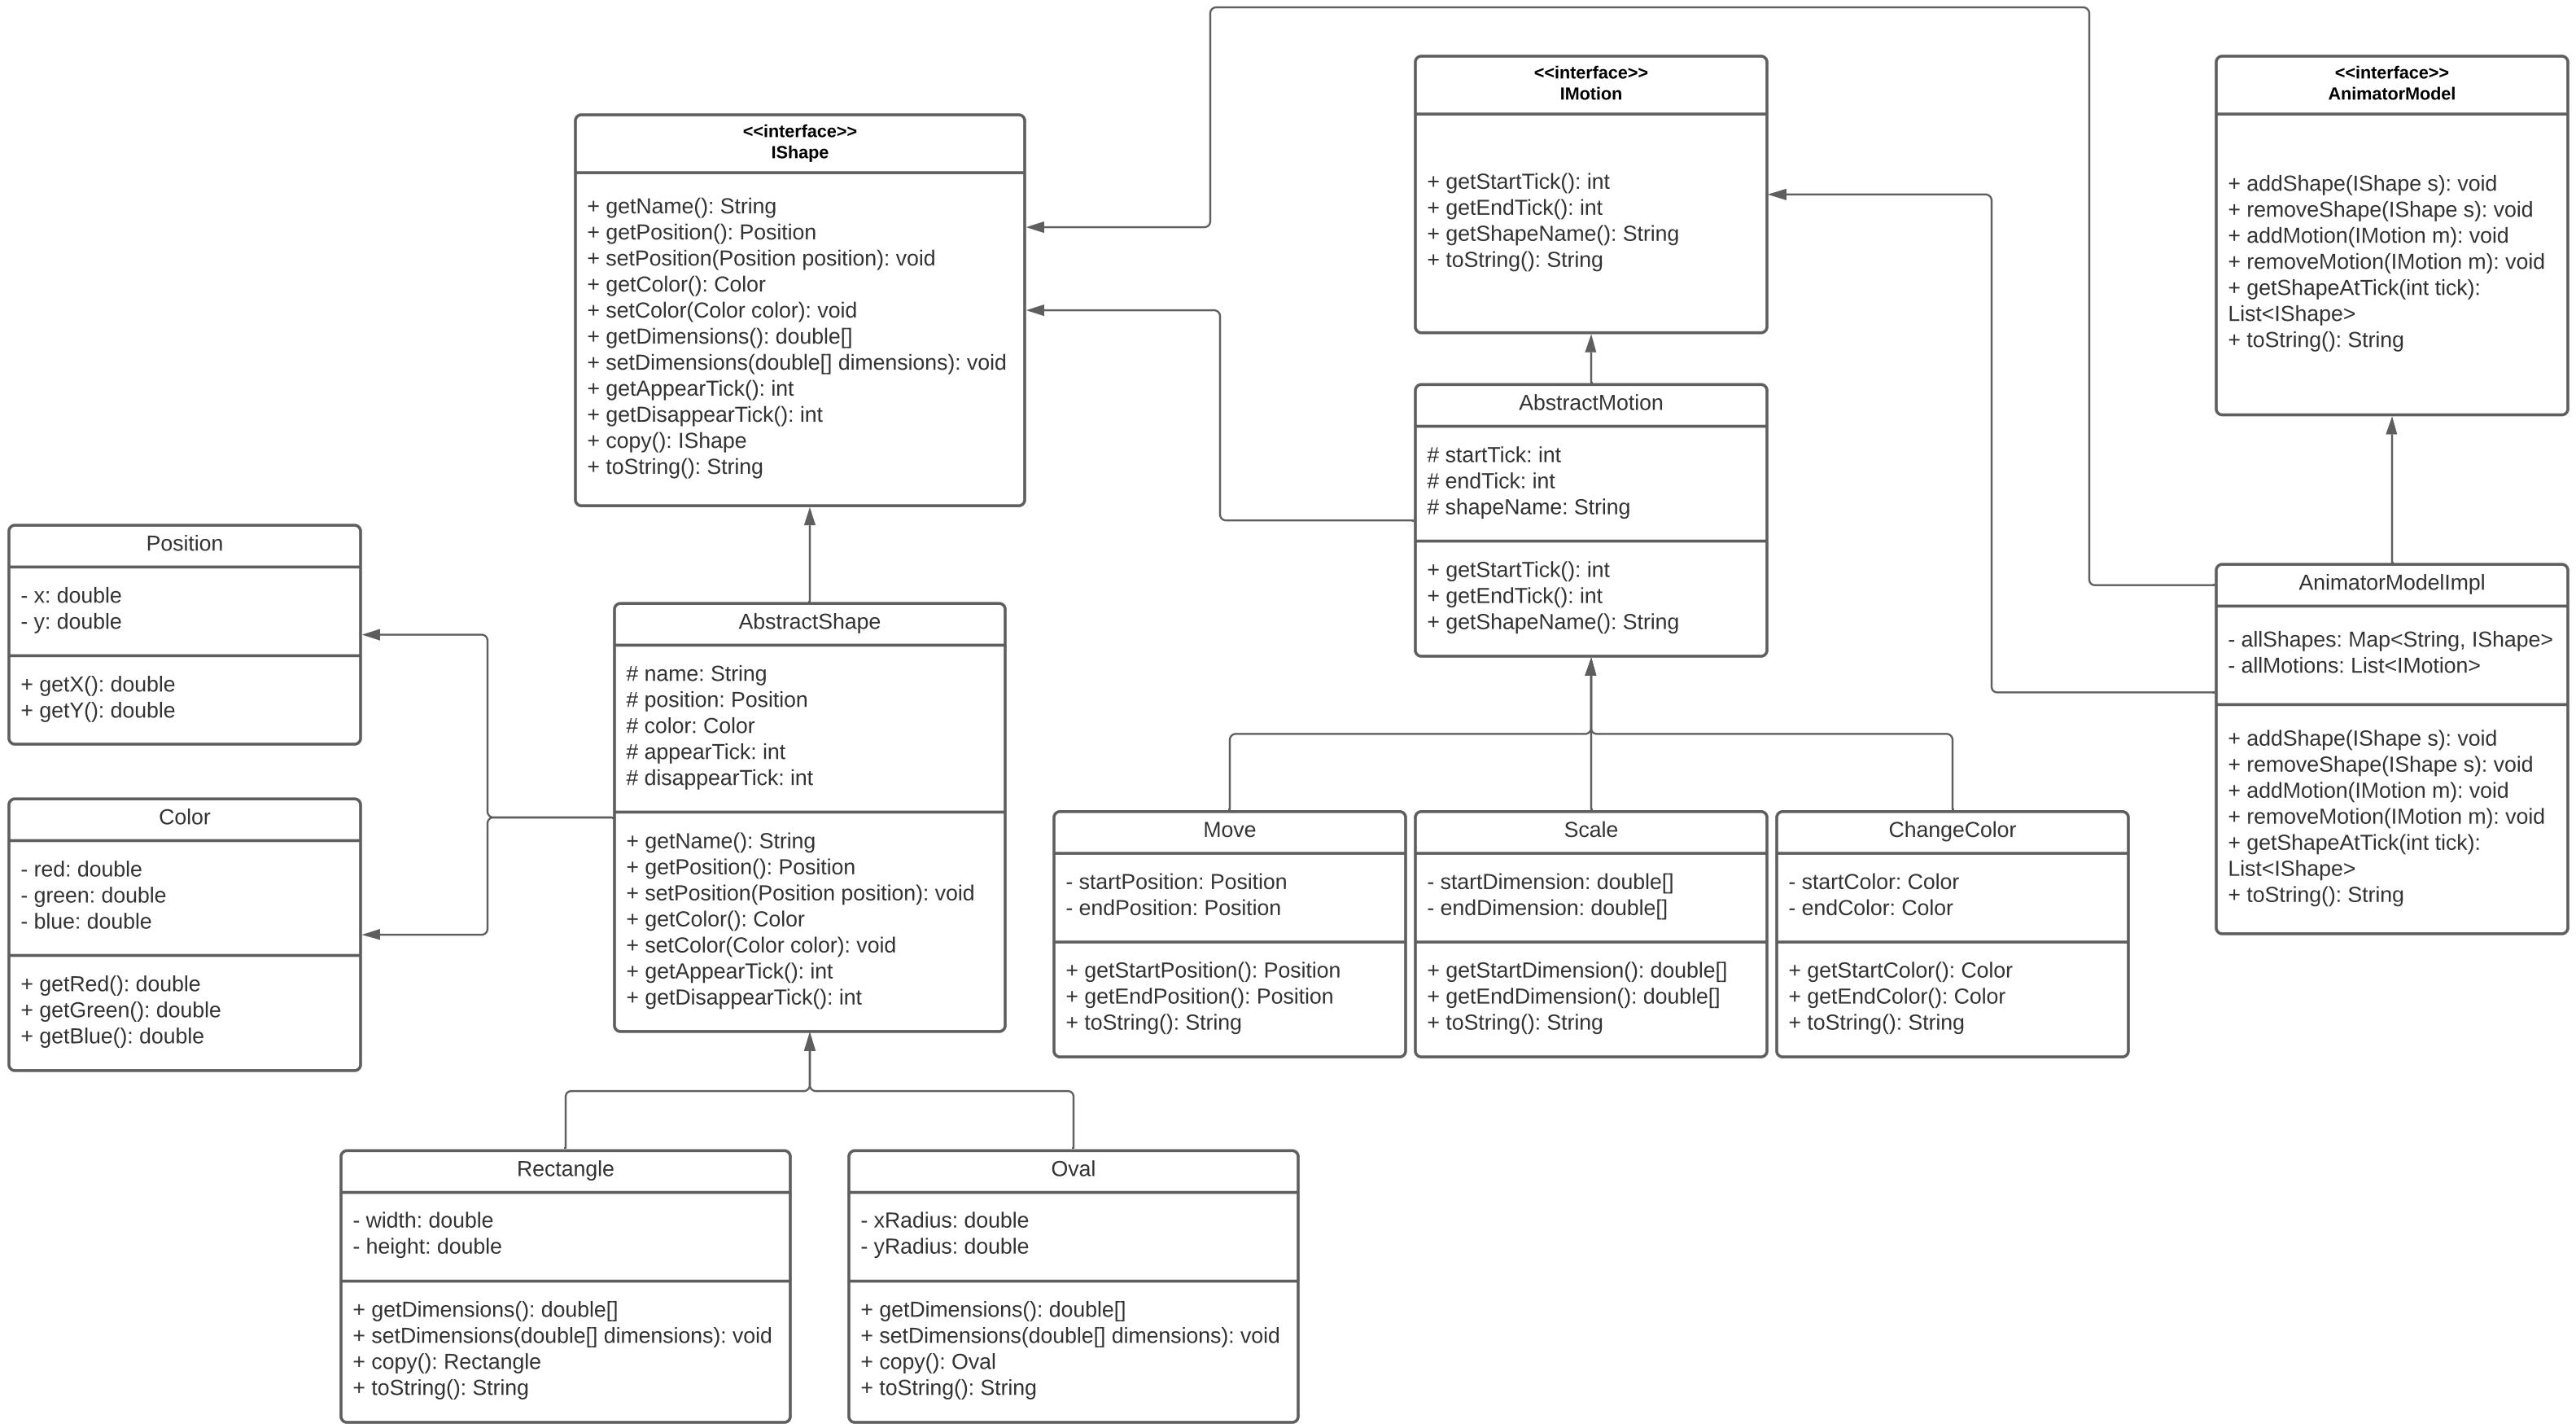 <<interface>>
IShape
+ getName(): String
+ getPosition(): Position
+ setPosition(Position position): void
+ getColor(): Color
+ setColor(Color color): void
+ getDimensions(): double[]
+ setDimensions(double[] dimensions): void
+ getAppearTick(): int
+ getDisappearTick(): int
+ copy(): IShape
+ toString(): String
<<interface>>
IMotion
+ getStartTick(): int
+ getEndTick(): int
+ getShapeName(): String
+ toString(): String
<<interface>>
AnimatorModel
+ addShape(IShape s): void
+ removeShape(IShape s): void
+ addMotion(IMotion m): void
+ removeMotion(IMotion m): void
+ getShapeAtTick(int tick):
List<IShape>
+ toString(): String
Position
- x: double
- y: double
+ getX(): double
+ getY(): double
Color
- red: double
- green: double
- blue: double
+ getRed(): double
+ getGreen(): double
+ getBlue(): double
AbstractShape
# name: String
# position: Position
# color: Color
# appearTick: int
# disappearTick: int
+ getName(): String
+ getPosition(): Position
+ setPosition(Position position): void
+ getColor(): Color
+ setColor(Color color): void
+ getAppearTick(): int
+ getDisappearTick(): int
AbstractMotion
# startTick: int
# endTick: int
# shapeName: String
+ getStartTick(): int
+ getEndTick(): int
+ getShapeName(): String
AnimatorModelImpl
- allShapes: Map<String, IShape>
- allMotions: List<IMotion>
+ addShape(IShape s): void
+ removeShape(IShape s): void
+ addMotion(IMotion m): void
+ removeMotion(IMotion m): void
+ getShapeAtTick(int tick):
List<IShape>
+ toString(): String
Move
- startPosition: Position
- endPosition: Position
+ getStartPosition(): Position
+ getEndPosition(): Position
+ toString(): String
Scale
- startDimension: double[]
- endDimension: double[]
+ getStartDimension(): double[]
+ getEndDimension(): double[]
+ toString(): String
ChangeColor
- startColor: Color
- endColor: Color
+ getStartColor(): Color
+ getEndColor(): Color
+ toString(): String
Rectangle
- width: double
- height: double
+ getDimensions(): double[]
+ setDimensions(double[] dimensions): void
+ copy(): Rectangle
+ toString(): String
Oval
- xRadius: double
- yRadius: double
+ getDimensions(): double[]
+ setDimensions(double[] dimensions): void
+ copy(): Oval
+ toString(): String